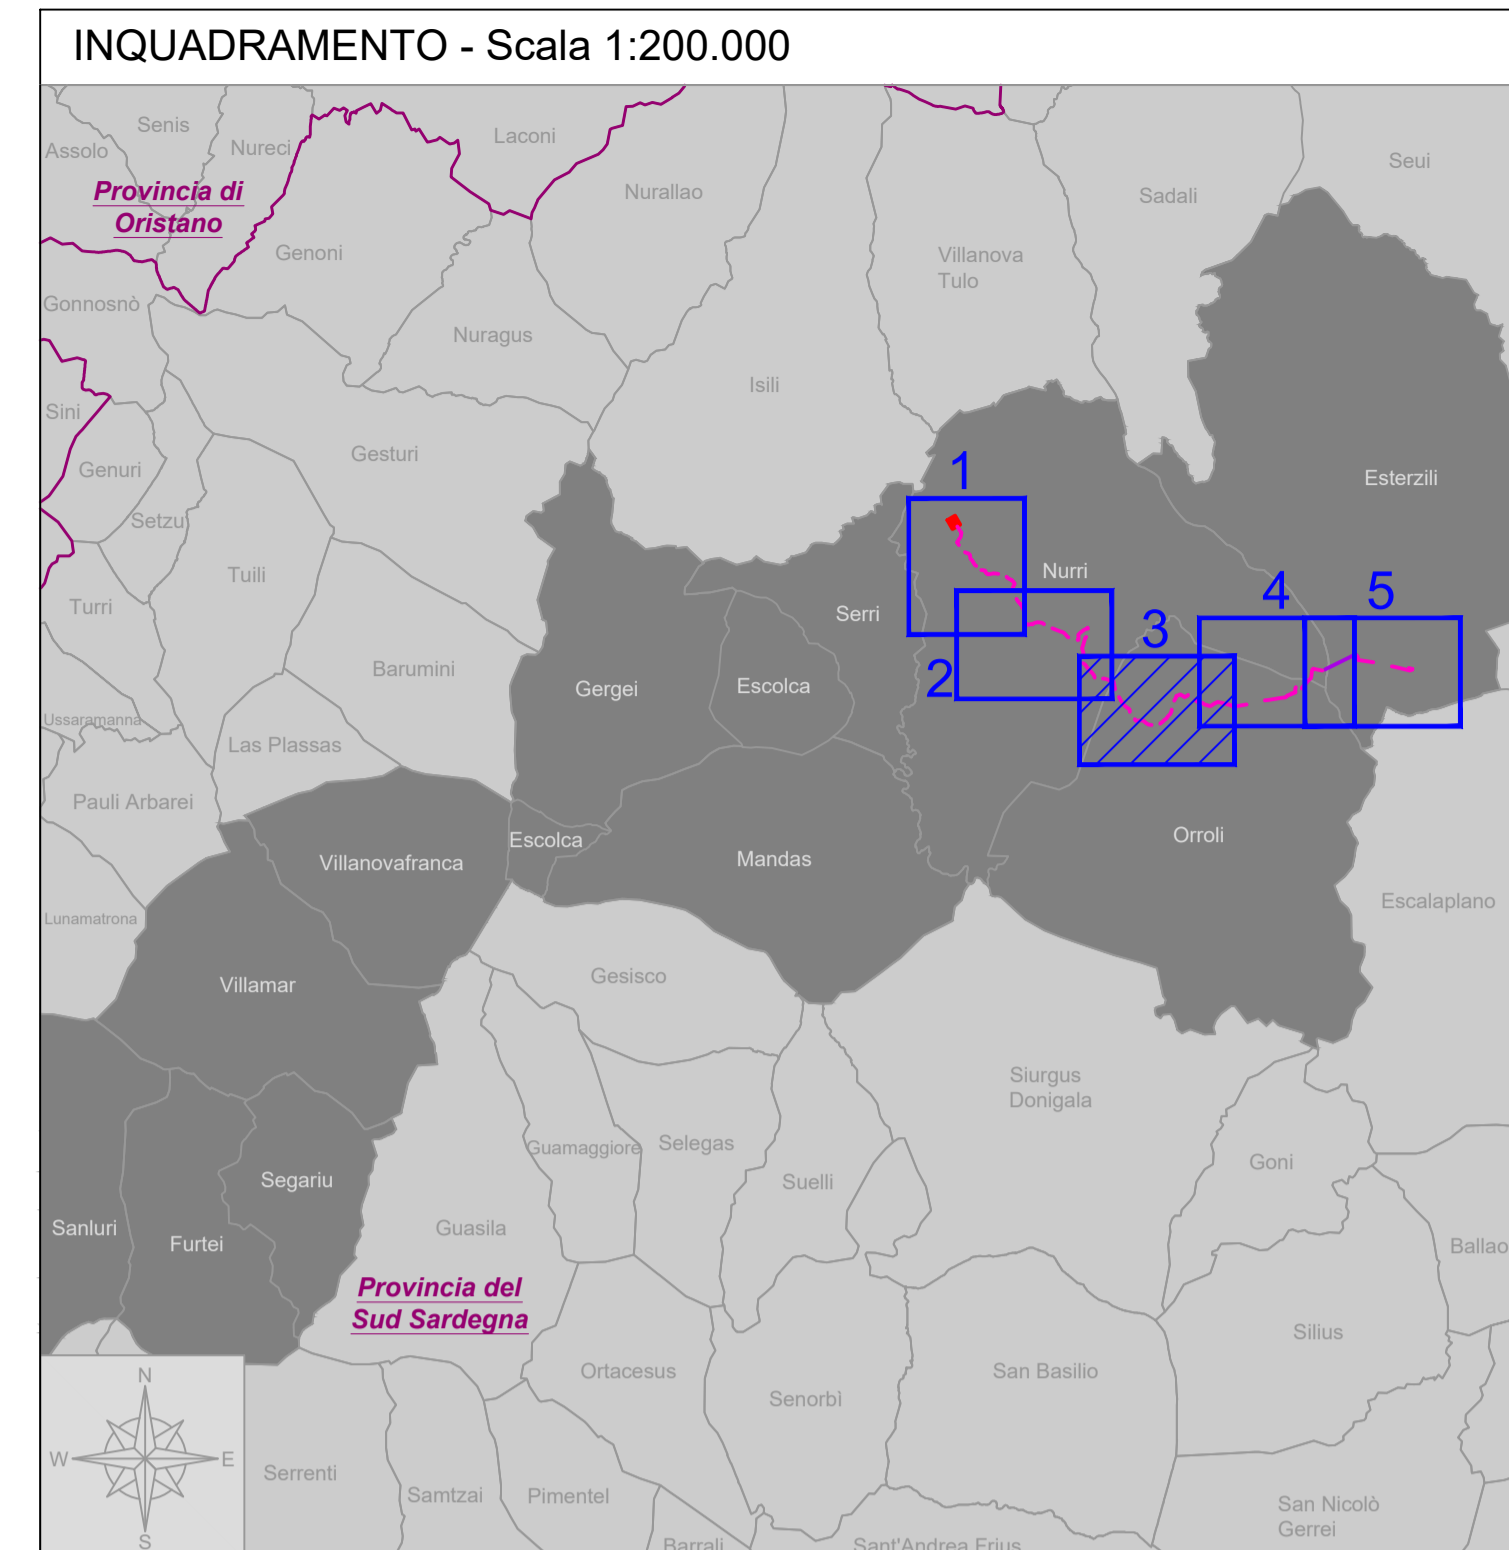 INQUADRAMENTO - Scala 1:200.000
Senis
Assolo
Nureci
Laconi
Seui
Provincia di
Oristano
Nurallao
Sadali
Genoni
Villanova
Tulo
Gonnosnò
Nuragus
Isili
Sini
Gesturi
Genuri
1
Esterzili
Setzu
Tuili
Nurri
4
5
Turri
Serri
3
Barumini
2
Gergei
Escolca
Ussaramanna
Las Plassas
Pauli Arbarei
Orroli
Escolca
Villanovafranca
Mandas
Escalaplano
Lunamatrona
Gesisco
Villamar
Siurgus
Donigala
Guamaggiore
Selegas
Goni
Segariu
Suelli
Sanluri
Guasila
Furtei
Ballao
Provincia del
Sud Sardegna
Silius
N
Ortacesus
San Basilio
Senorbì
W
E
Serrenti
Samtzai
Pimentel
San Nicolò
Gerrei
S
Barrali
Sant'Andrea Frius